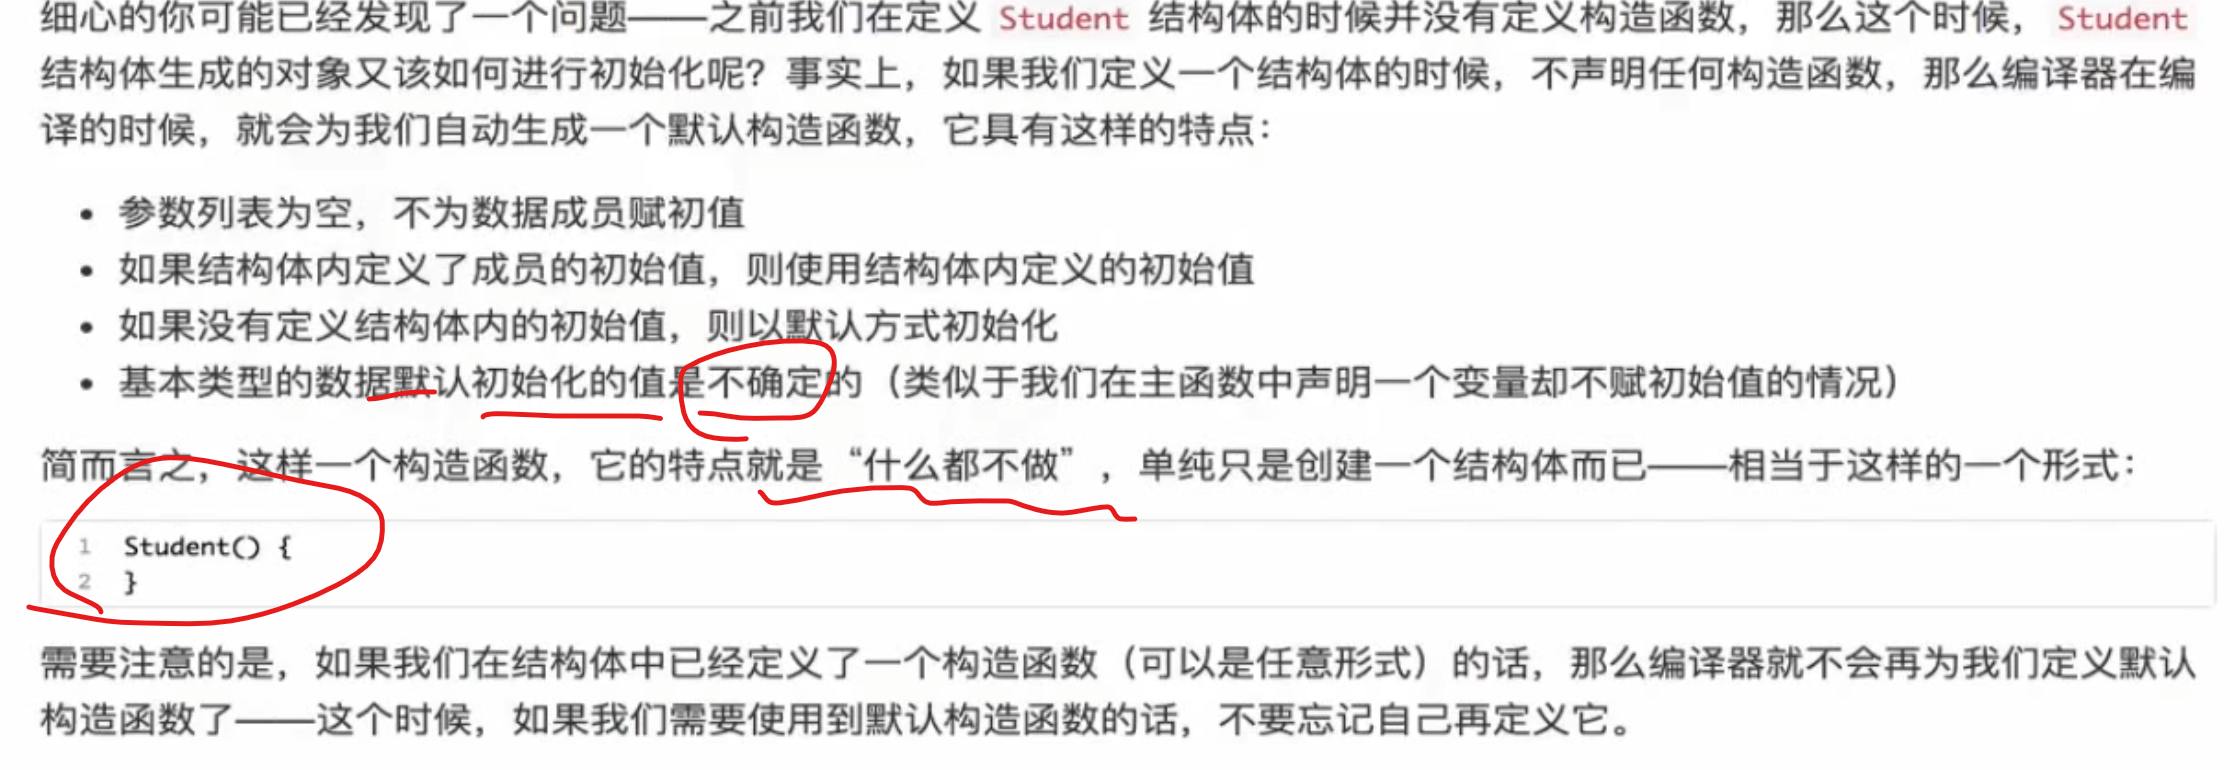 细心的你可能已经发现了一个问题——之前我们在定义 Student 结构体的时候并没有定义构造函数，那么这个时候， Student
结构体生成的对象又该如何进行初始化呢？事实上，如果我们定义一个结构体的时候，不声明任何构造函数，那么编译器在编
译的时候，就会为我们自动生成一个默认构造函数，它具有这样的特点：
• 参数列表为空，不为数据成员赋初值
• 如果结构体内定义了成员的初始值，则使用结构体内定义的初始值
• 如果没有定义结构体内的初始值，则以默认方式初始化
• 基本类型的数据默认初始化的值是不确定的（类似于我们在主函数中声明一个变量却不赋初始值的情况）
简而言之，这样一个构造函数，它的特点就是“什么都不做”，单纯只是创建一个结构体而已——相当于这样的一个形式：
1 Student() {
2 }
需要注意的是，如果我们在结构体中已经定义了一个构造函数（可以是任意形式）的话，那么编译器就不会再为我们定义默认
构造函数了——这个时候，如果我们需要使用到默认构造函数的话，不要忘记自己再定义它。